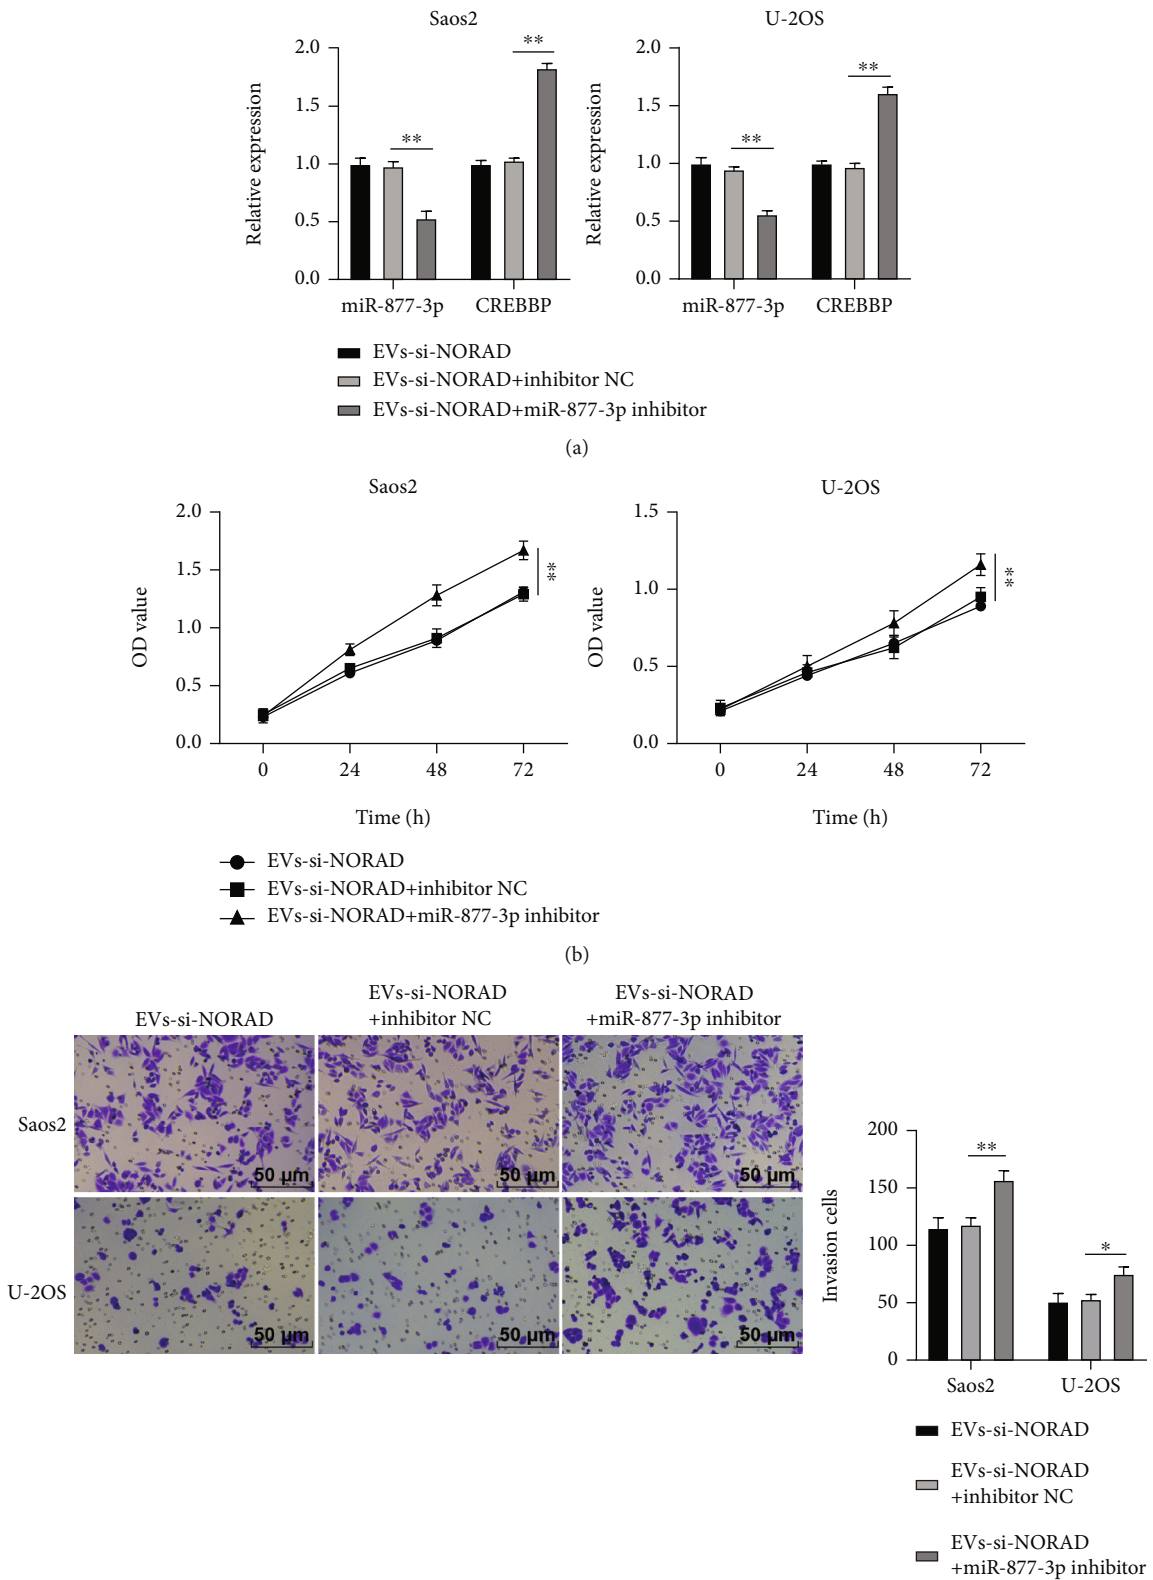 Saos2
U-2OS
**
**
**
**
Relative expression
2.0
1.5
1.0
0.5
0.0
miR-877-3p
CREBBP
Relative expression
2.0
1.5
1.0
0.5
0.0
miR-877-3p
CREBBP
EVs-si-NORAD
EVs-si-NORAD+inhibitor NC
EVs-si-NORAD+miR-877-3p inhibitor
(a)
Saos2
OD value
2.0
1.5
1.0
0.5
0.0
**
0 24 48 72
Time (h)
U-2OS
OD value
1.5
1.0
0.5
0.0
**
0 24 48 72
Time (h)
EVs-si-NORAD
EVs-si-NORAD+inhibitor NC
EVs-si-NORAD+miR-877-3p inhibitor
(b)
EVs-si-NORAD
EVs-si-NORAD
+inhibitor NC
EVs-si-NORAD
+miR-877-3p inhibitor
Saos2
50 μm
50 μm
50 μm
U-2OS
50 μm
50 μm
50 μm
Invasion cells
200
150
100
50
0
**
*
Saos2
U-2OS
EVs-si-NORAD
EVs-si-NORAD
+inhibitor NC
EVs-si-NORAD
+miR-877-3p inhibitor